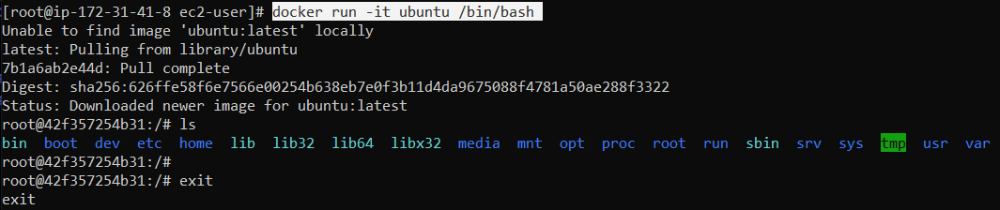 [root@ip-172-31-41-8 ec2-user]# docker run -it ubuntu /bin/bash
Unable to find image 'ubuntu:latest' locally
latest: Pulling from library/ubuntu
7b1a6ab2e44d: Pull complete
Digest: sha256:626ffe58f6e7566e00254b638eb7e0f3b11d4da9675088f4781a50ae288f3322
Status: Downloaded newer image for ubuntu:latest
root@42f357254b31:/# ls
bin  boot  dev  etc  home  lib  lib32  lib64  libx32  media  mnt  opt  proc  root  run  sbin  srv  sys  tmp  usr  var
root@42f357254b31:/#
root@42f357254b31:/# exit
exit